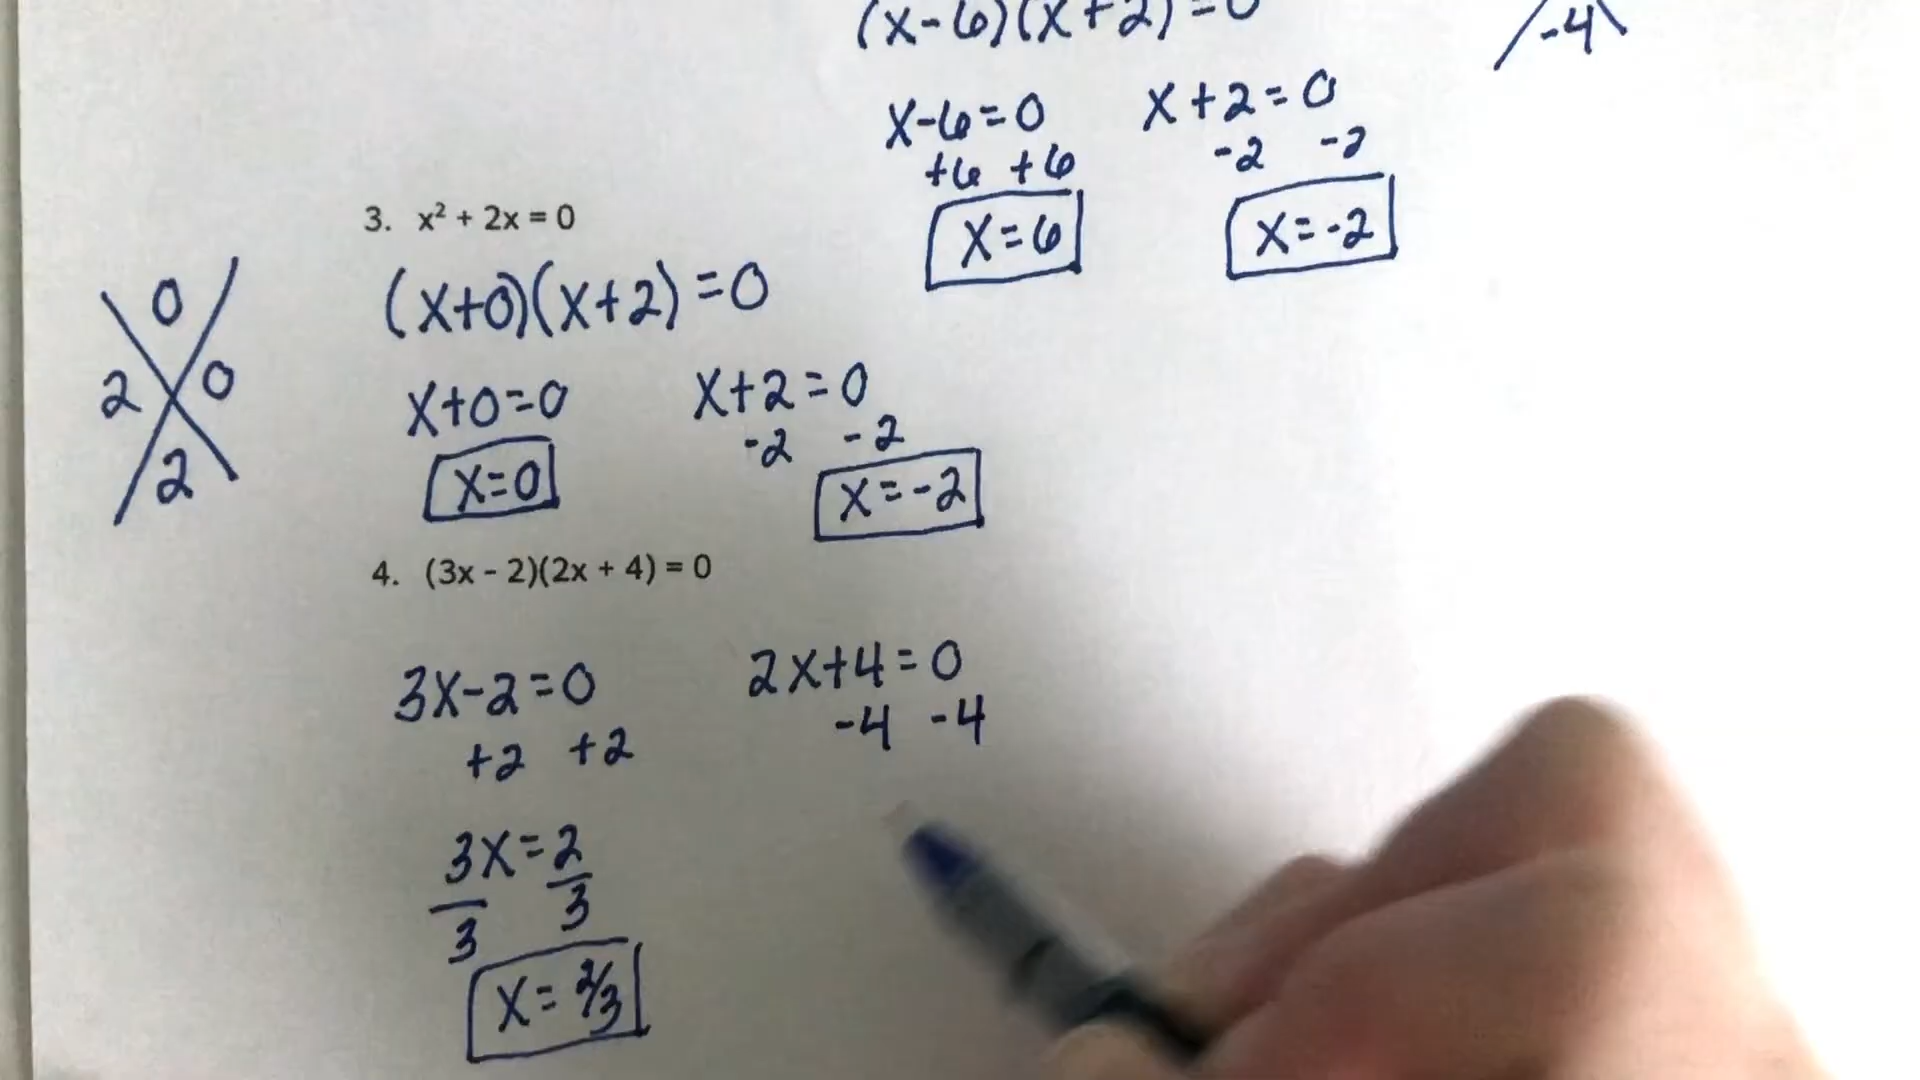 (x-6)(x+2)=0
-4
x-6=0 x+2=0
+6 +6 -2 -2
x=6 x=-2
3. x² + 2x = 0
(x+0)(x+2)=0
0
2 0
2
x+0=0 x+2=0
-2 -2
x=0 x=-2
4. (3x - 2)(2x + 4) = 0
3x-2=0 2x+4=0
+2 +2 -4 -4
3x=2
3 3
x=2/3